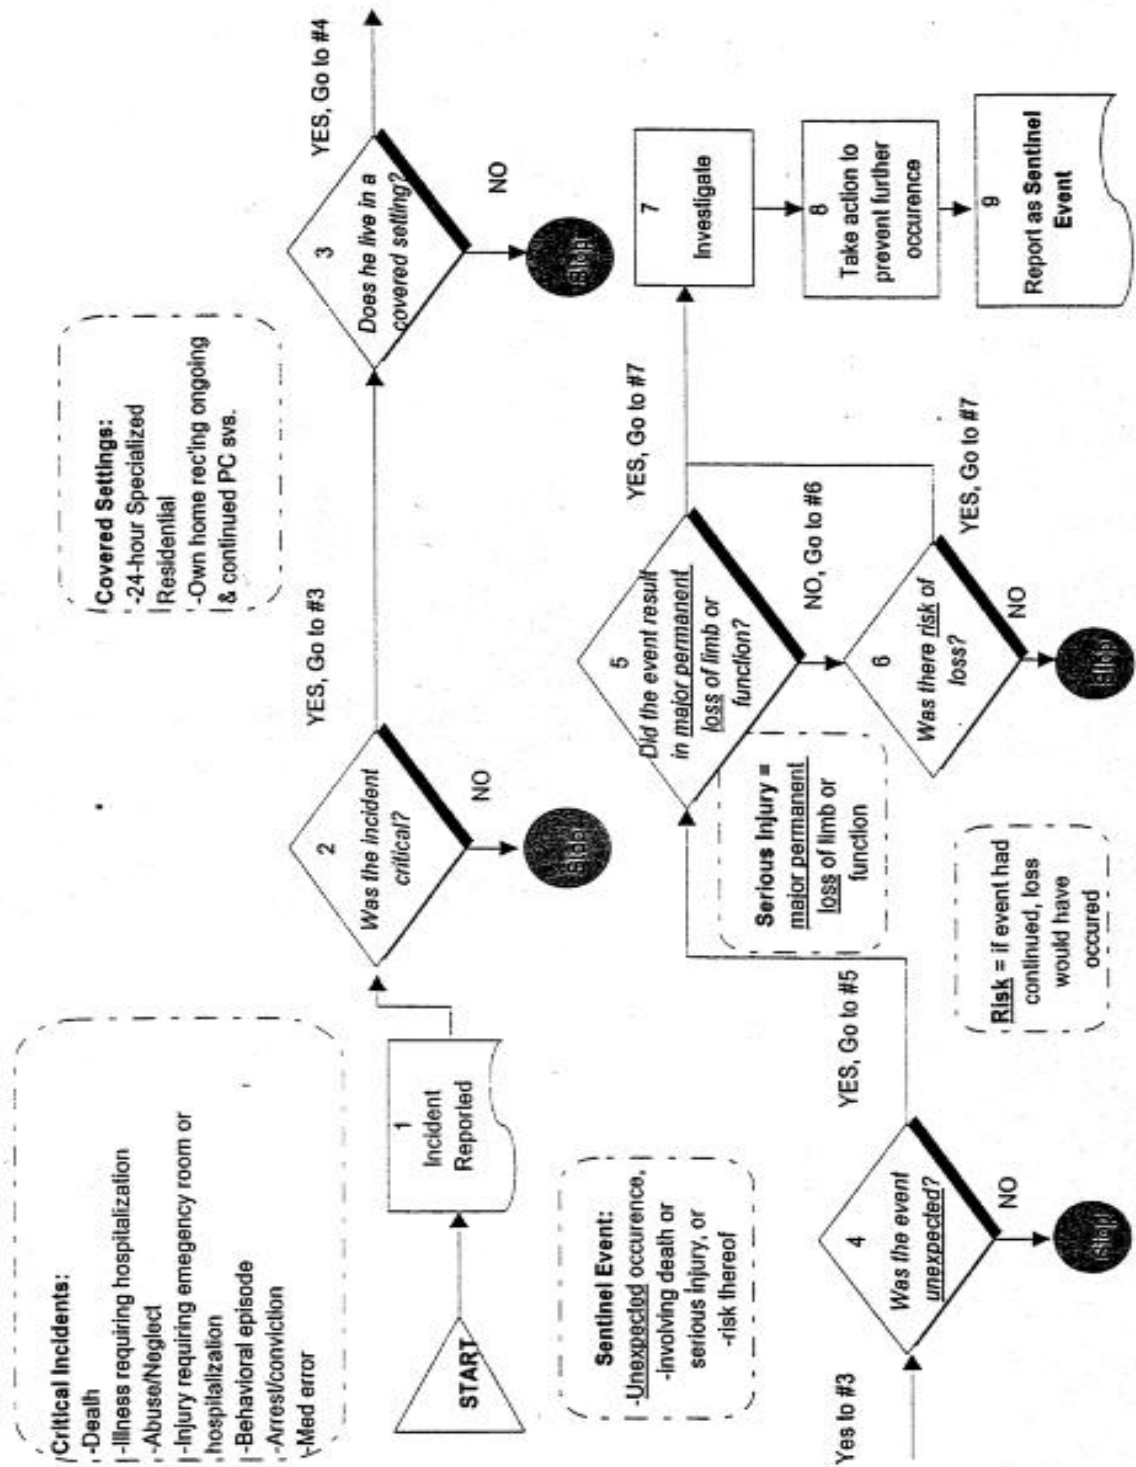 Critical Incidents:
-Death
-Illness requiring hospitalization
-Abuse/Neglect
-Injury requiring emegency room or
hospitalization
-Behavioral episode
-Arrest/conviction
-Med error
Covered Settings:
-24-hour Specialized
Residential
-Own home rec'ing ongoing
& continued PC svs.
START
1
Incident
Reported
2
Was the incident
critical?
YES, Go to #3
NO
Stop!
3
Does he live in a
covered setting?
YES, Go to #4
NO
Stop!
Sentinel Event:
-Unexpected occurence,
-involving death or
serious injury, or
-risk thereof
Yes to #3
4
Was the event
unexpected?
YES, Go to #5
NO
Stop!
Serious Injury =
major permanent
loss of limb or
function
5
Did the event result
in major permanent
loss of limb or
function?
YES, Go to #7
NO, Go to #6
Risk = if event had
continued, loss
would have
occured
6
Was there risk of
loss?
YES, Go to #7
NO
Stop!
7
Investigate
8
Take action to
prevent further
occurence
9
Report as Sentinel
Event